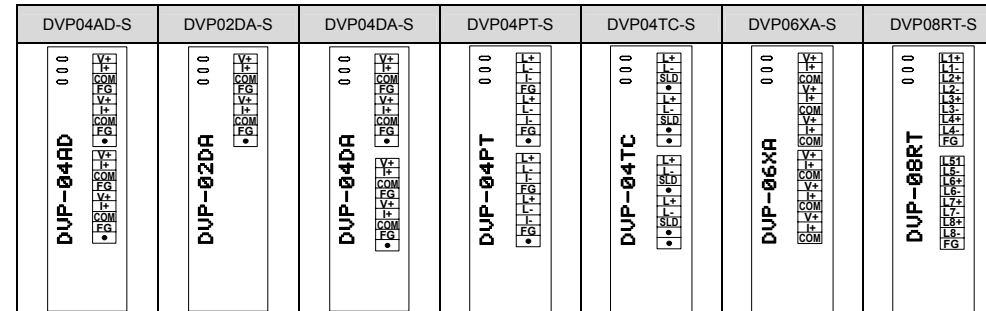 DVP04AD-S DVP02DA-S DVP04DA-S DVP04PT-S DVP04TC-S DVP06XA-S DVP08RT-S
DVP-04AD
V+
I+
COM
FG
V+
I+
COM
FG
●
V+
I+
COM
FG
V+
I+
COM
FG
●
DVP-02DA
V+
I+
COM
FG
V+
I+
COM
FG
●
DVP-04DA
V+
I+
COM
FG
V+
I+
COM
FG
●
V+
I+
COM
FG
V+
I+
COM
FG
●
DVP-04PT
L+
L-
I-
FG
L+
L-
I-
FG
●
L+
L-
I-
FG
L+
L-
I-
FG
●
DVP-04TC
L+
L-
SLD
●
L+
L-
SLD
●
●
L+
L-
SLD
●
L+
L-
SLD
●
●
DVP-06XA
V+
I+
COM
V+
I+
COM
V+
I+
COM
V+
I+
COM
V+
I+
COM
V+
I+
COM
DVP-08RT
L1+
L1-
L2+
L2-
L3+
L3-
L4+
L4-
FG
L51
L5-
L6+
L6-
L7+
L7-
L8+
L8-
FG